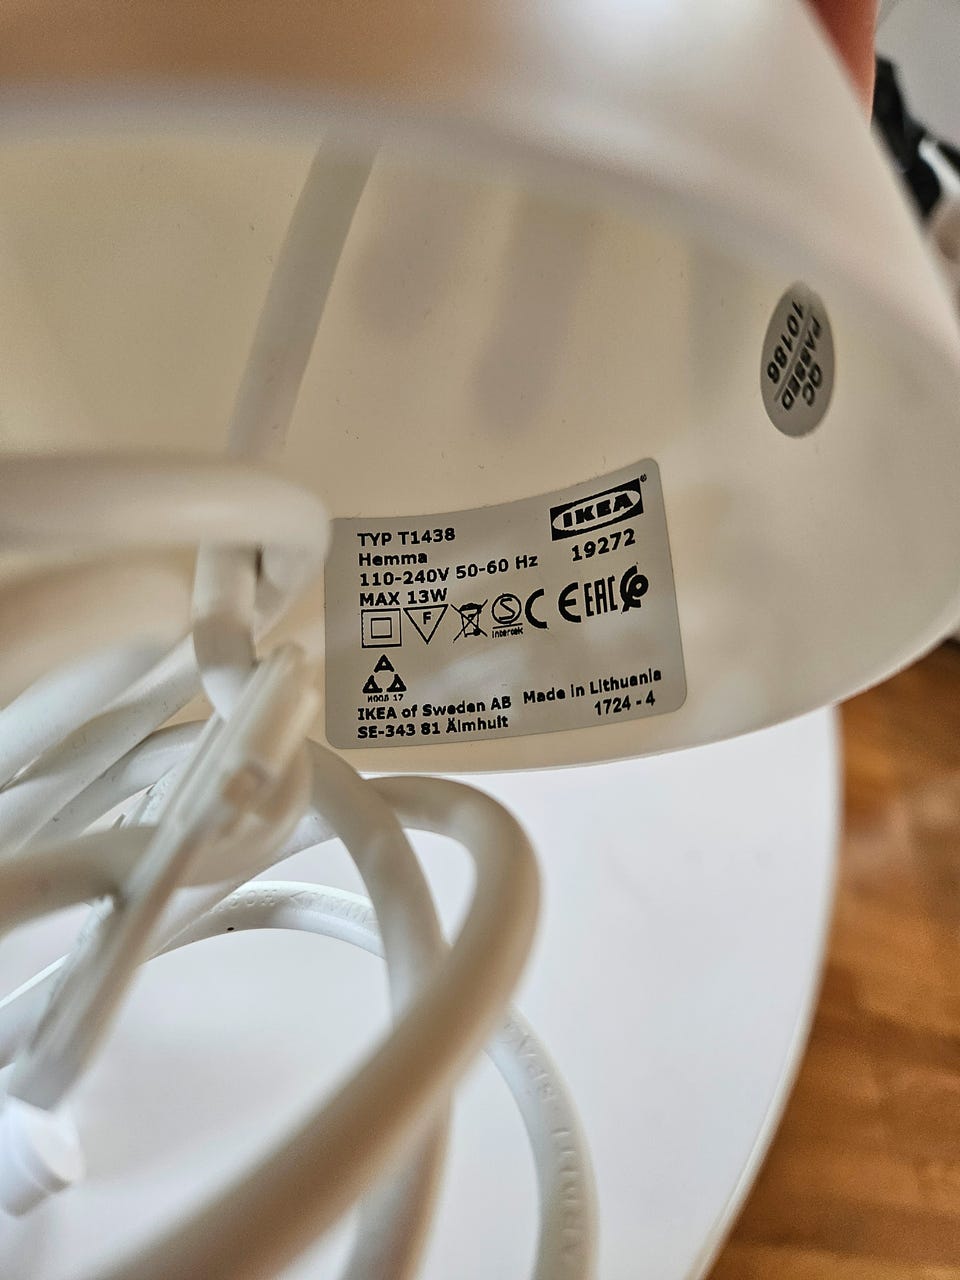 TYP T1438
Hemma
110-240V 50-60 Hz
MAX 13W
IKEA®
19272
F
S
Intertek
CE EAC
И005 17
IKEA of Sweden AB
SE-343 81 Älmhult
Made in Lithuania
1724 - 4
QC
PASSED
10186